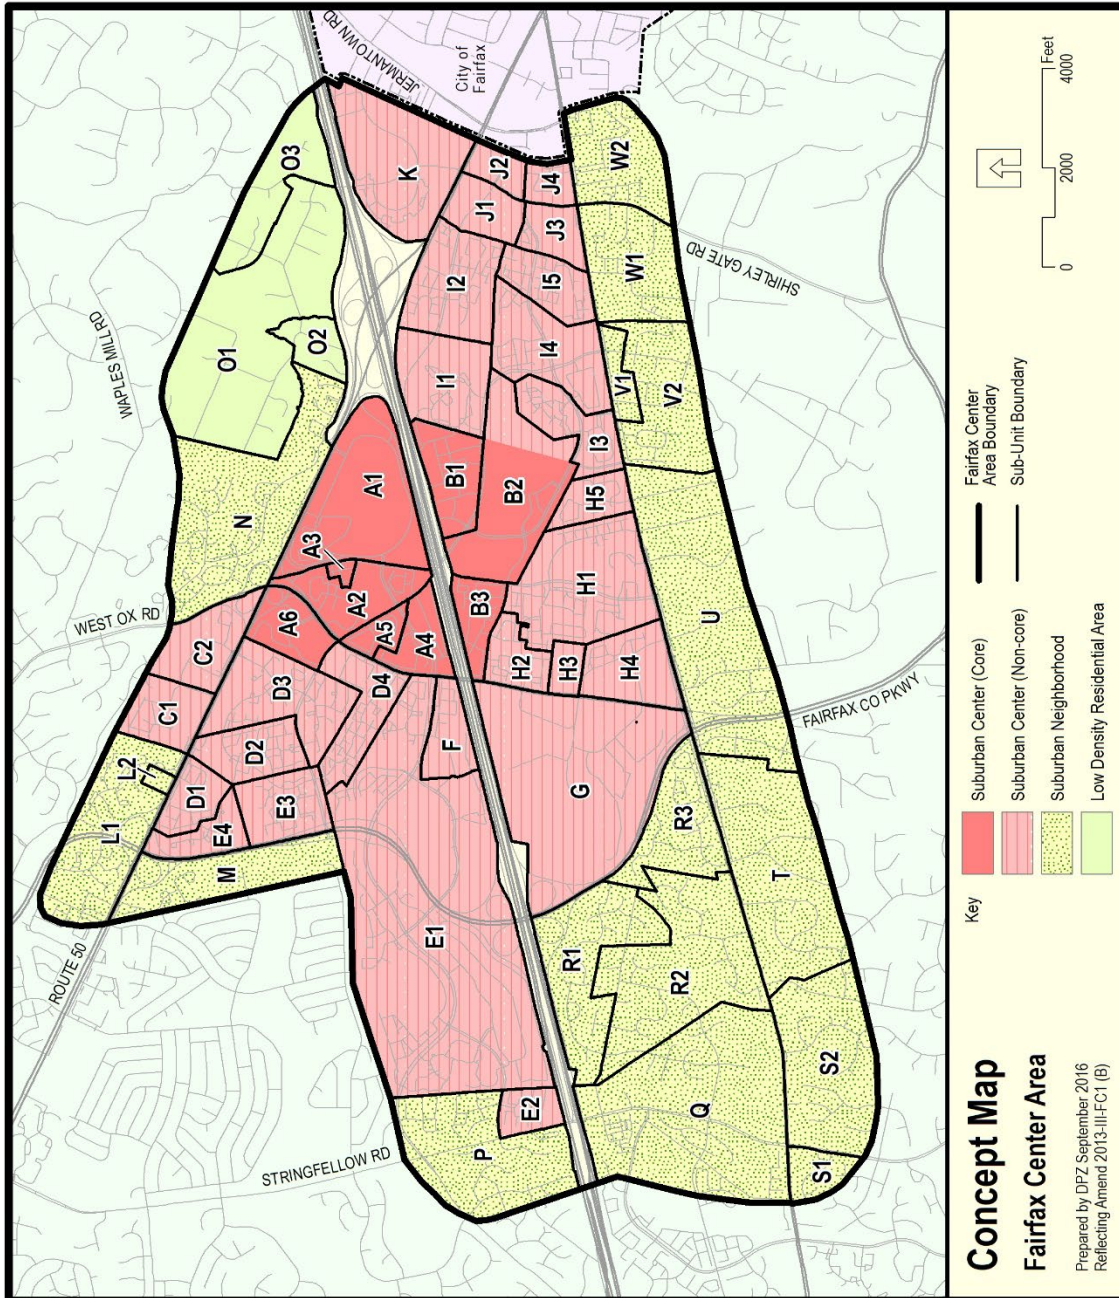 ROUTE 50
L1
L2
WEST OX RD
WAPLES MILL RD
C1
C2
D1
E4
M
N
O1
D2
E3
D3
A6
O3
STRINGFELLOW RD
A3
O2
JERMANTOWN RD
A2
D4
A5
A1
K
A4
E1
F
B1
I1
I2
City of
Fairfax
P
B3
J1
J2
H2
B2
E2
I4
I5
J4
J3
R1
G
H3
H1
H5
I3
V1
W2
H4
W1
R2
R3
V2
Q
U
SHIRLEY GATE RD
T
S1
S2
FAIRFAX CO PKWY
Concept Map
Fairfax Center Area
Prepared by DPZ September 2016
Reflecting Amend 2013-III-FC1 (B)
Key
Suburban Center (Core)
Suburban Center (Non-core)
Suburban Neighborhood
Low Density Residential Area
Fairfax Center
Area Boundary
Sub-Unit Boundary
0 2000 4000
Feet